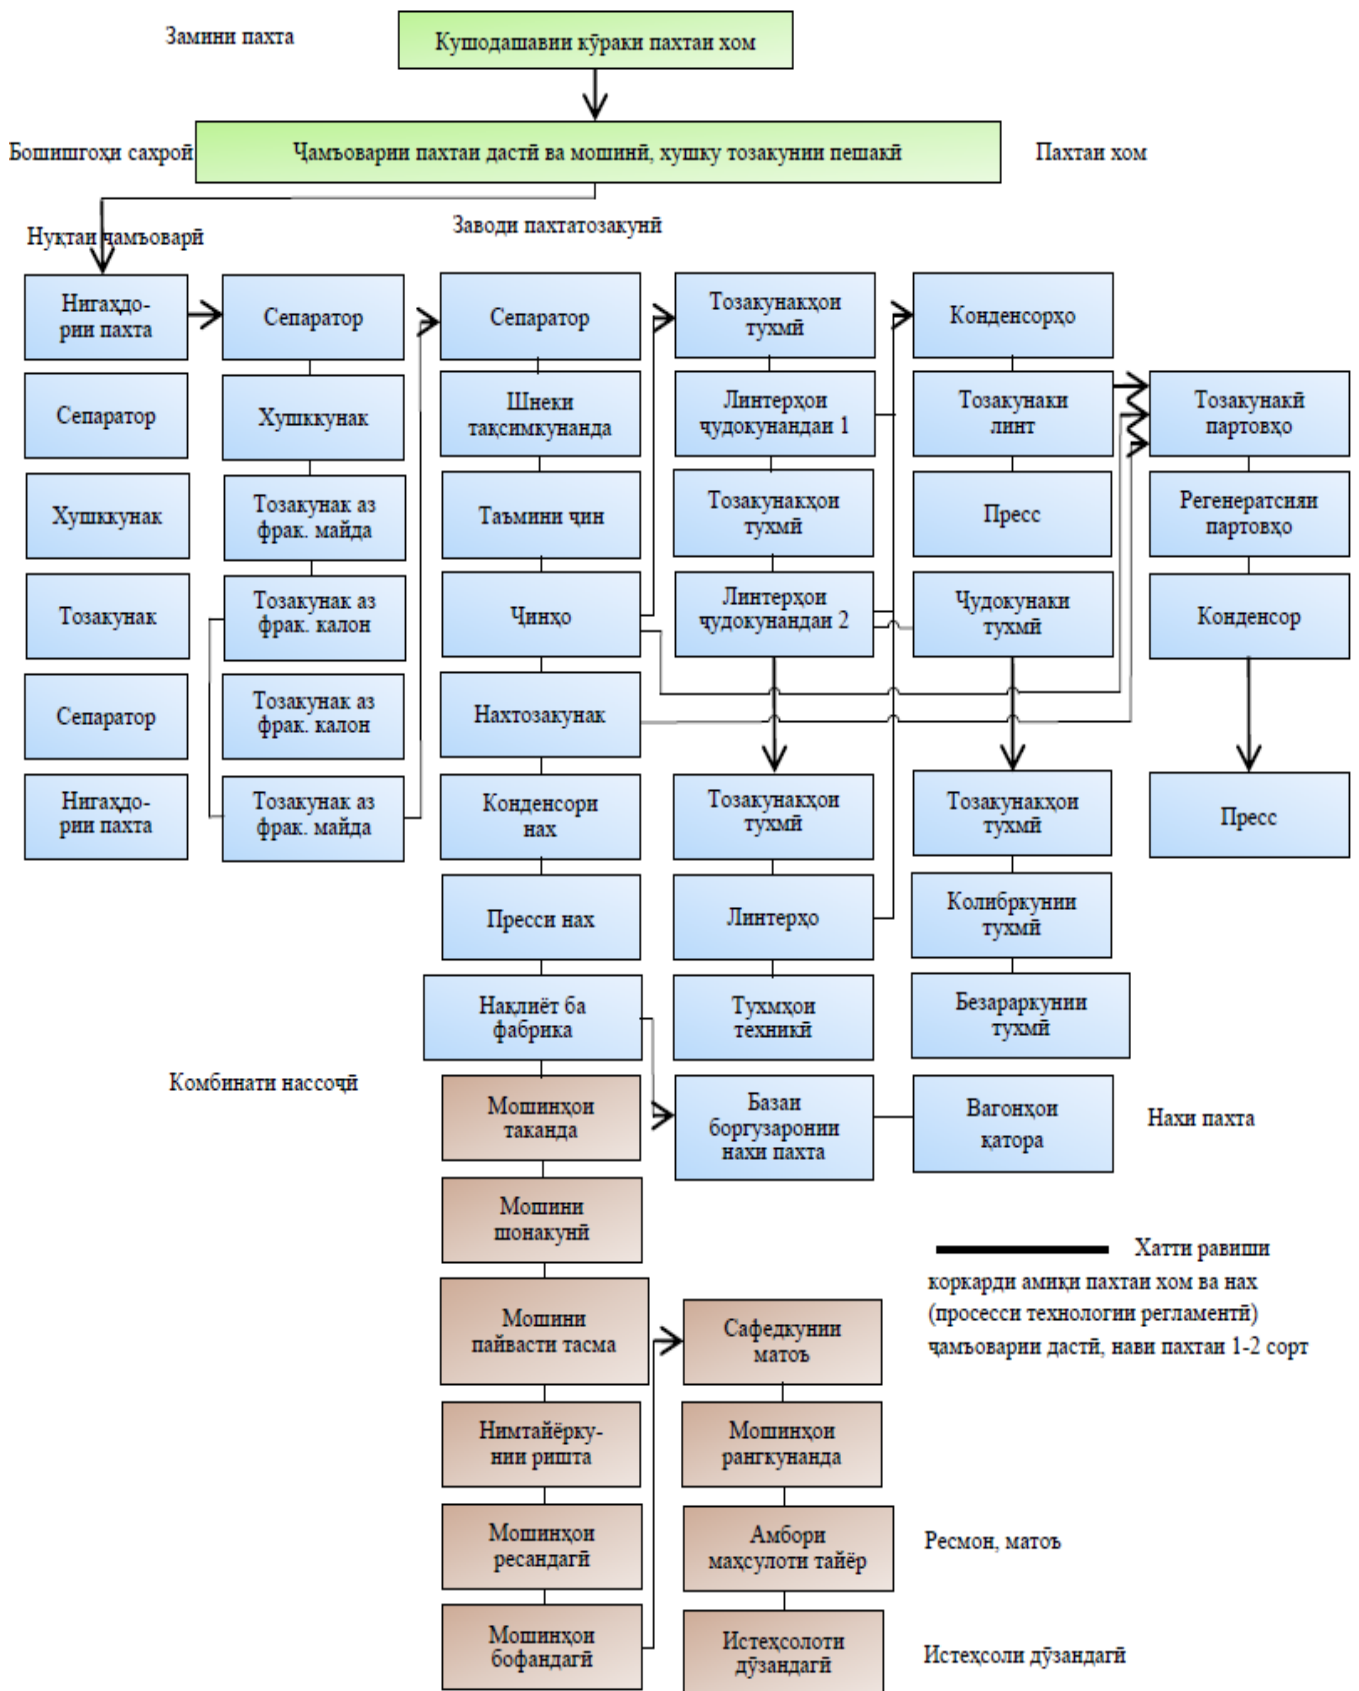 Замини пахта
Кушодашавии кӯраки пахтаи хом
Бошишгоҳи сахроӣ
Ҷамъоварии пахтаи дастӣ ва мошинӣ, хушку тозакунии пешакӣ
Пахтаи хом
Нуқтаи ҷамъоварӣ
Заводи пахтатозакунӣ
Нигаҳдо-
рии пахта
Сепаратор
Хушккунак
Тозакунак
Сепаратор
Нигаҳдо-
рии пахта
Сепаратор
Хушккунак
Тозакунак аз
фрак. майда
Тозакунак аз
фрак. калон
Тозакунак аз
фрак. калон
Тозакунак аз
фрак. майда
Сепаратор
Шнеки
тақсимкунанда
Таъмини ҷин
Ҷинҳо
Нахтозакунак
Конденсори
нах
Пресси нах
Нақлиёт ба
фабрика
Тозакунакҳои
тухмӣ
Линтерҳои
ҷудокунандаи 1
Тозакунакҳои
тухмӣ
Линтерҳои
ҷудокунандаи 2
Тозакунакҳои
тухмӣ
Линтерҳо
Тухмҳои
техникӣ
Базаи
боргузаронии
нахи пахта
Конденсорҳо
Тозакунаки
линт
Пресс
Ҷудокунаки
тухмӣ
Тозакунакҳои
тухмӣ
Колибркунии
тухмӣ
Безараркунии
тухмӣ
Вагонҳои
қатора
Тозакунакӣ
партовҳо
Регенератсияи
партовҳо
Конденсор
Пресс
Нахи пахта
Комбинати нассоҷӣ
Мошинҳои
таканда
Мошини
шонакунӣ
Мошини
пайвасти тасма
Нимтайёрку-
нии ришта
Мошинҳои
ресандагӣ
Мошинҳои
бофандагӣ
Сафедкунии
матоъ
Мошинҳои
рангкунанда
Амбори
маҳсулоти тайёр
Истеҳсолоти
дӯзандагӣ
Хатти равиши
коркарди амиқи пахтаи хом ва нах
(просесси технологии регламентӣ)
ҷамъоварии дастӣ, нави пахтаи 1-2 сорт
Ресмон, матоъ
Истеҳсоли дӯзандагӣ